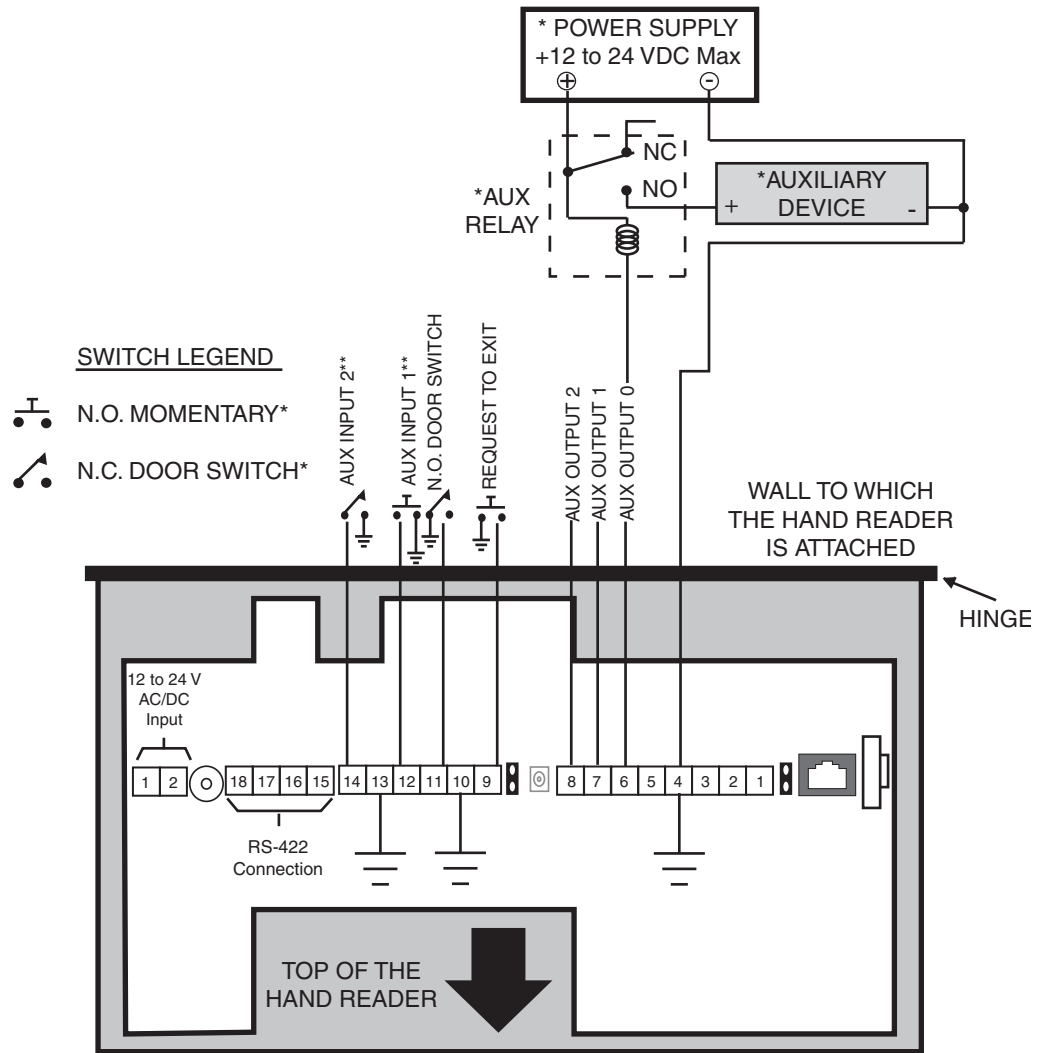 * POWER SUPPLY
+12 to 24 VDC Max
+
-
NC
NO
*AUX
RELAY
*AUXILIARY
DEVICE
+
-
SWITCH LEGEND
N.O. MOMENTARY*
N.C. DOOR SWITCH*
AUX INPUT 2**
AUX INPUT 1**
N.O. DOOR SWITCH
REQUEST TO EXIT
AUX OUTPUT 2
AUX OUTPUT 1
AUX OUTPUT 0
WALL TO WHICH
THE HAND READER
IS ATTACHED
HINGE
12 to 24 V
AC/DC
Input
1 2
18 17 16 15
14 13 12 11 10 9
8 7 6 5 4 3 2 1
RS-422
Connection
TOP OF THE
HAND READER